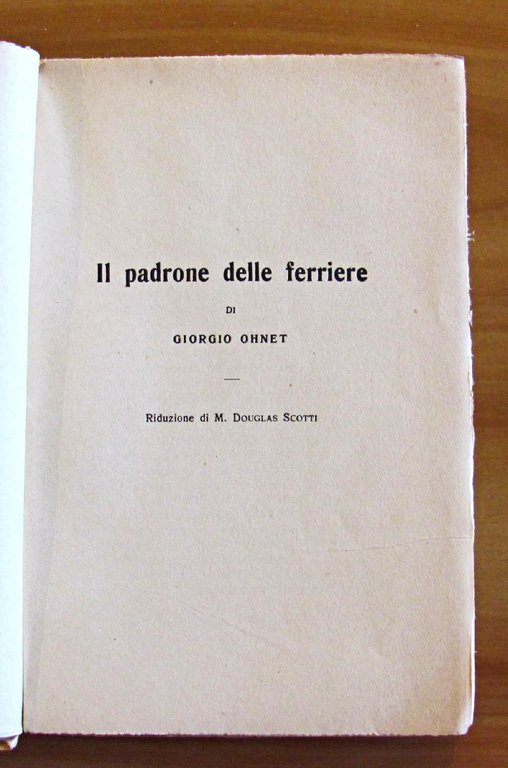 Il padrone delle ferriere
DI
GIORGIO OHNET
Riduzione di M. DOUGLAS SCOTTI